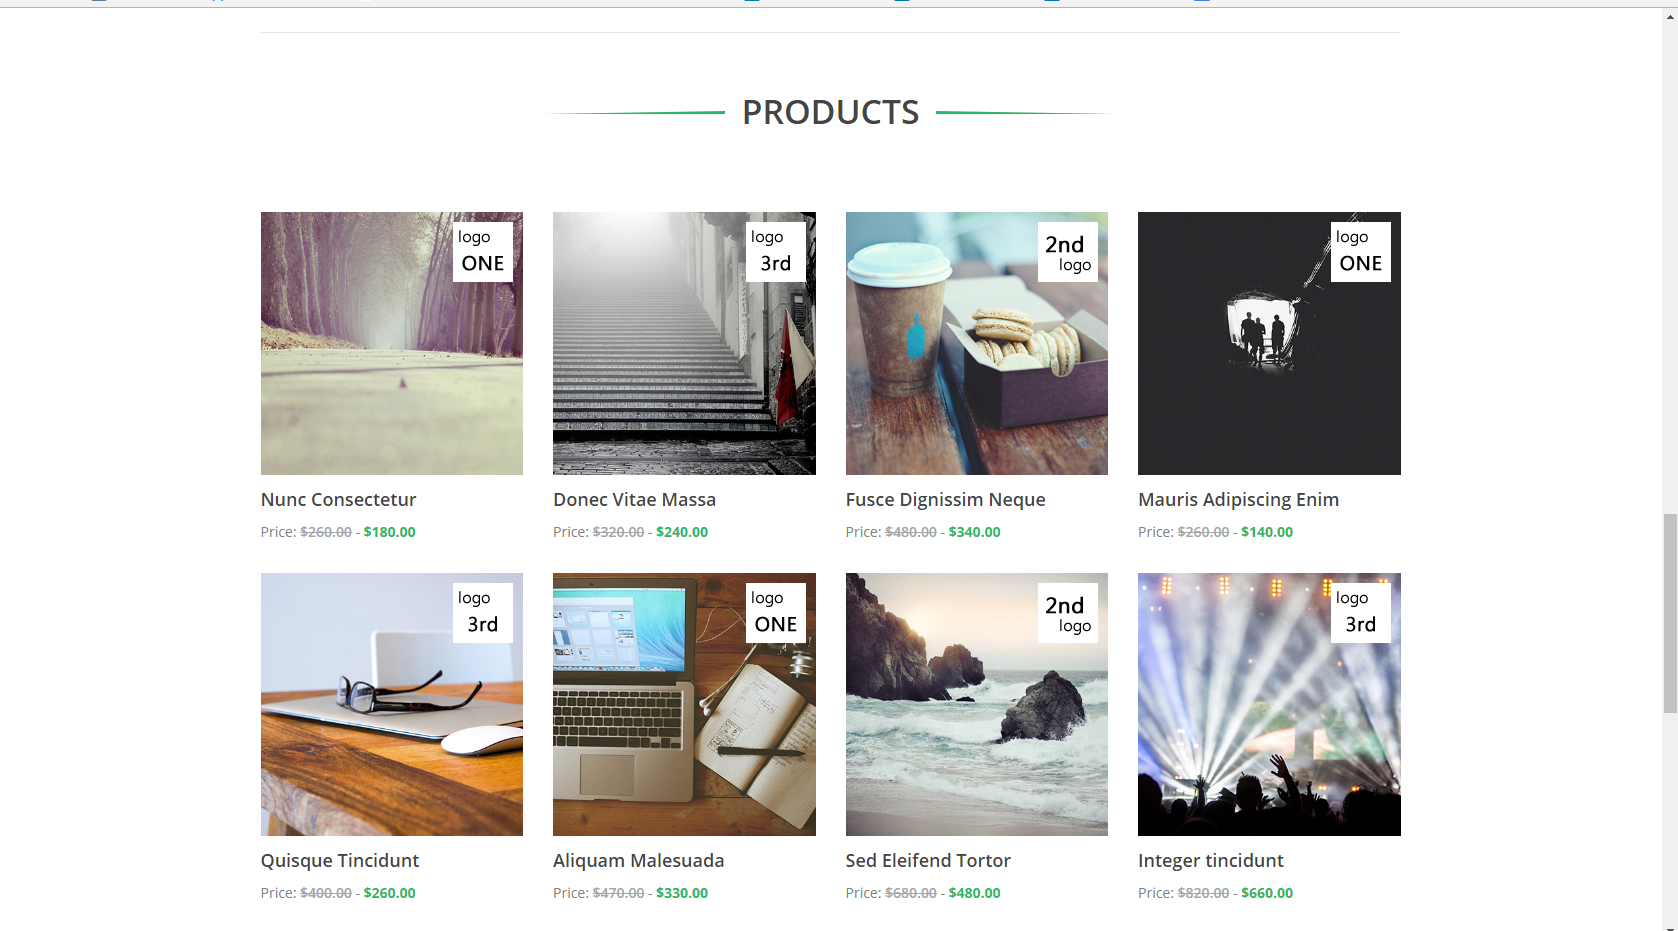 PRODUCTS
logo
ONE
logo
3rd
2nd
logo
logo
ONE
Nunc Consectetur
Donec Vitae Massa
Fusce Dignissim Neque
Mauris Adipiscing Enim
Price: $260.00 - $180.00
Price: $320.00 - $240.00
Price: $480.00 - $340.00
Price: $260.00 - $140.00
logo
3rd
logo
ONE
2nd
logo
logo
3rd
Quisque Tincidunt
Aliquam Malesuada
Sed Eleifend Tortor
Integer tincidunt
Price: $400.00 - $260.00
Price: $470.00 - $330.00
Price: $680.00 - $480.00
Price: $820.00 - $660.00